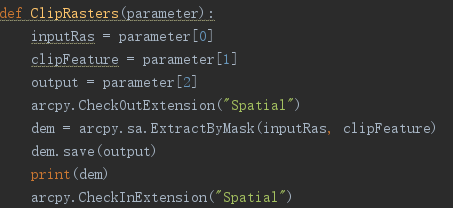 def ClipRasters(parameter):
inputRas = parameter[0]
clipFeature = parameter[1]
output = parameter[2]
arcpy.CheckOutExtension("Spatial")
dem = arcpy.sa.ExtractByMask(inputRas, clipFeature)
dem.save(output)
print(dem)
arcpy.CheckInExtension("Spatial")